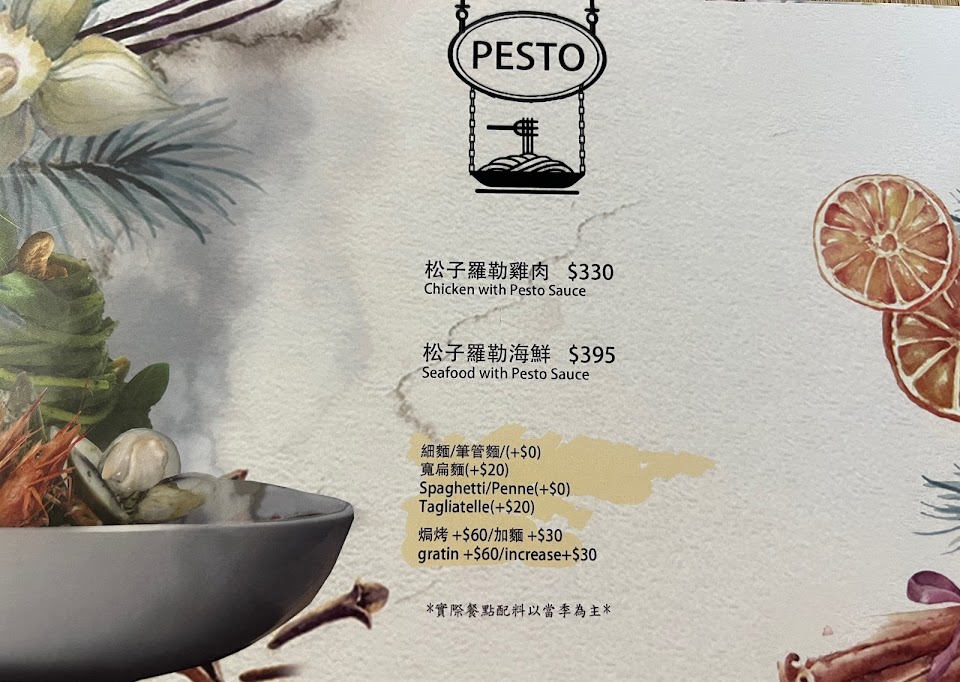 PESTO
松子羅勒雞肉 $330
Chicken with Pesto Sauce
松子羅勒海鮮 $395
Seafood with Pesto Sauce
細麵/筆管麵/(+$0)
寬扁麵(+$20)
Spaghetti/Penne(+$0)
Tagliatelle(+$20)
焗烤 +$60/加麵 +$30
gratin +$60/increase+$30
*實際餐點配料以當季為主*